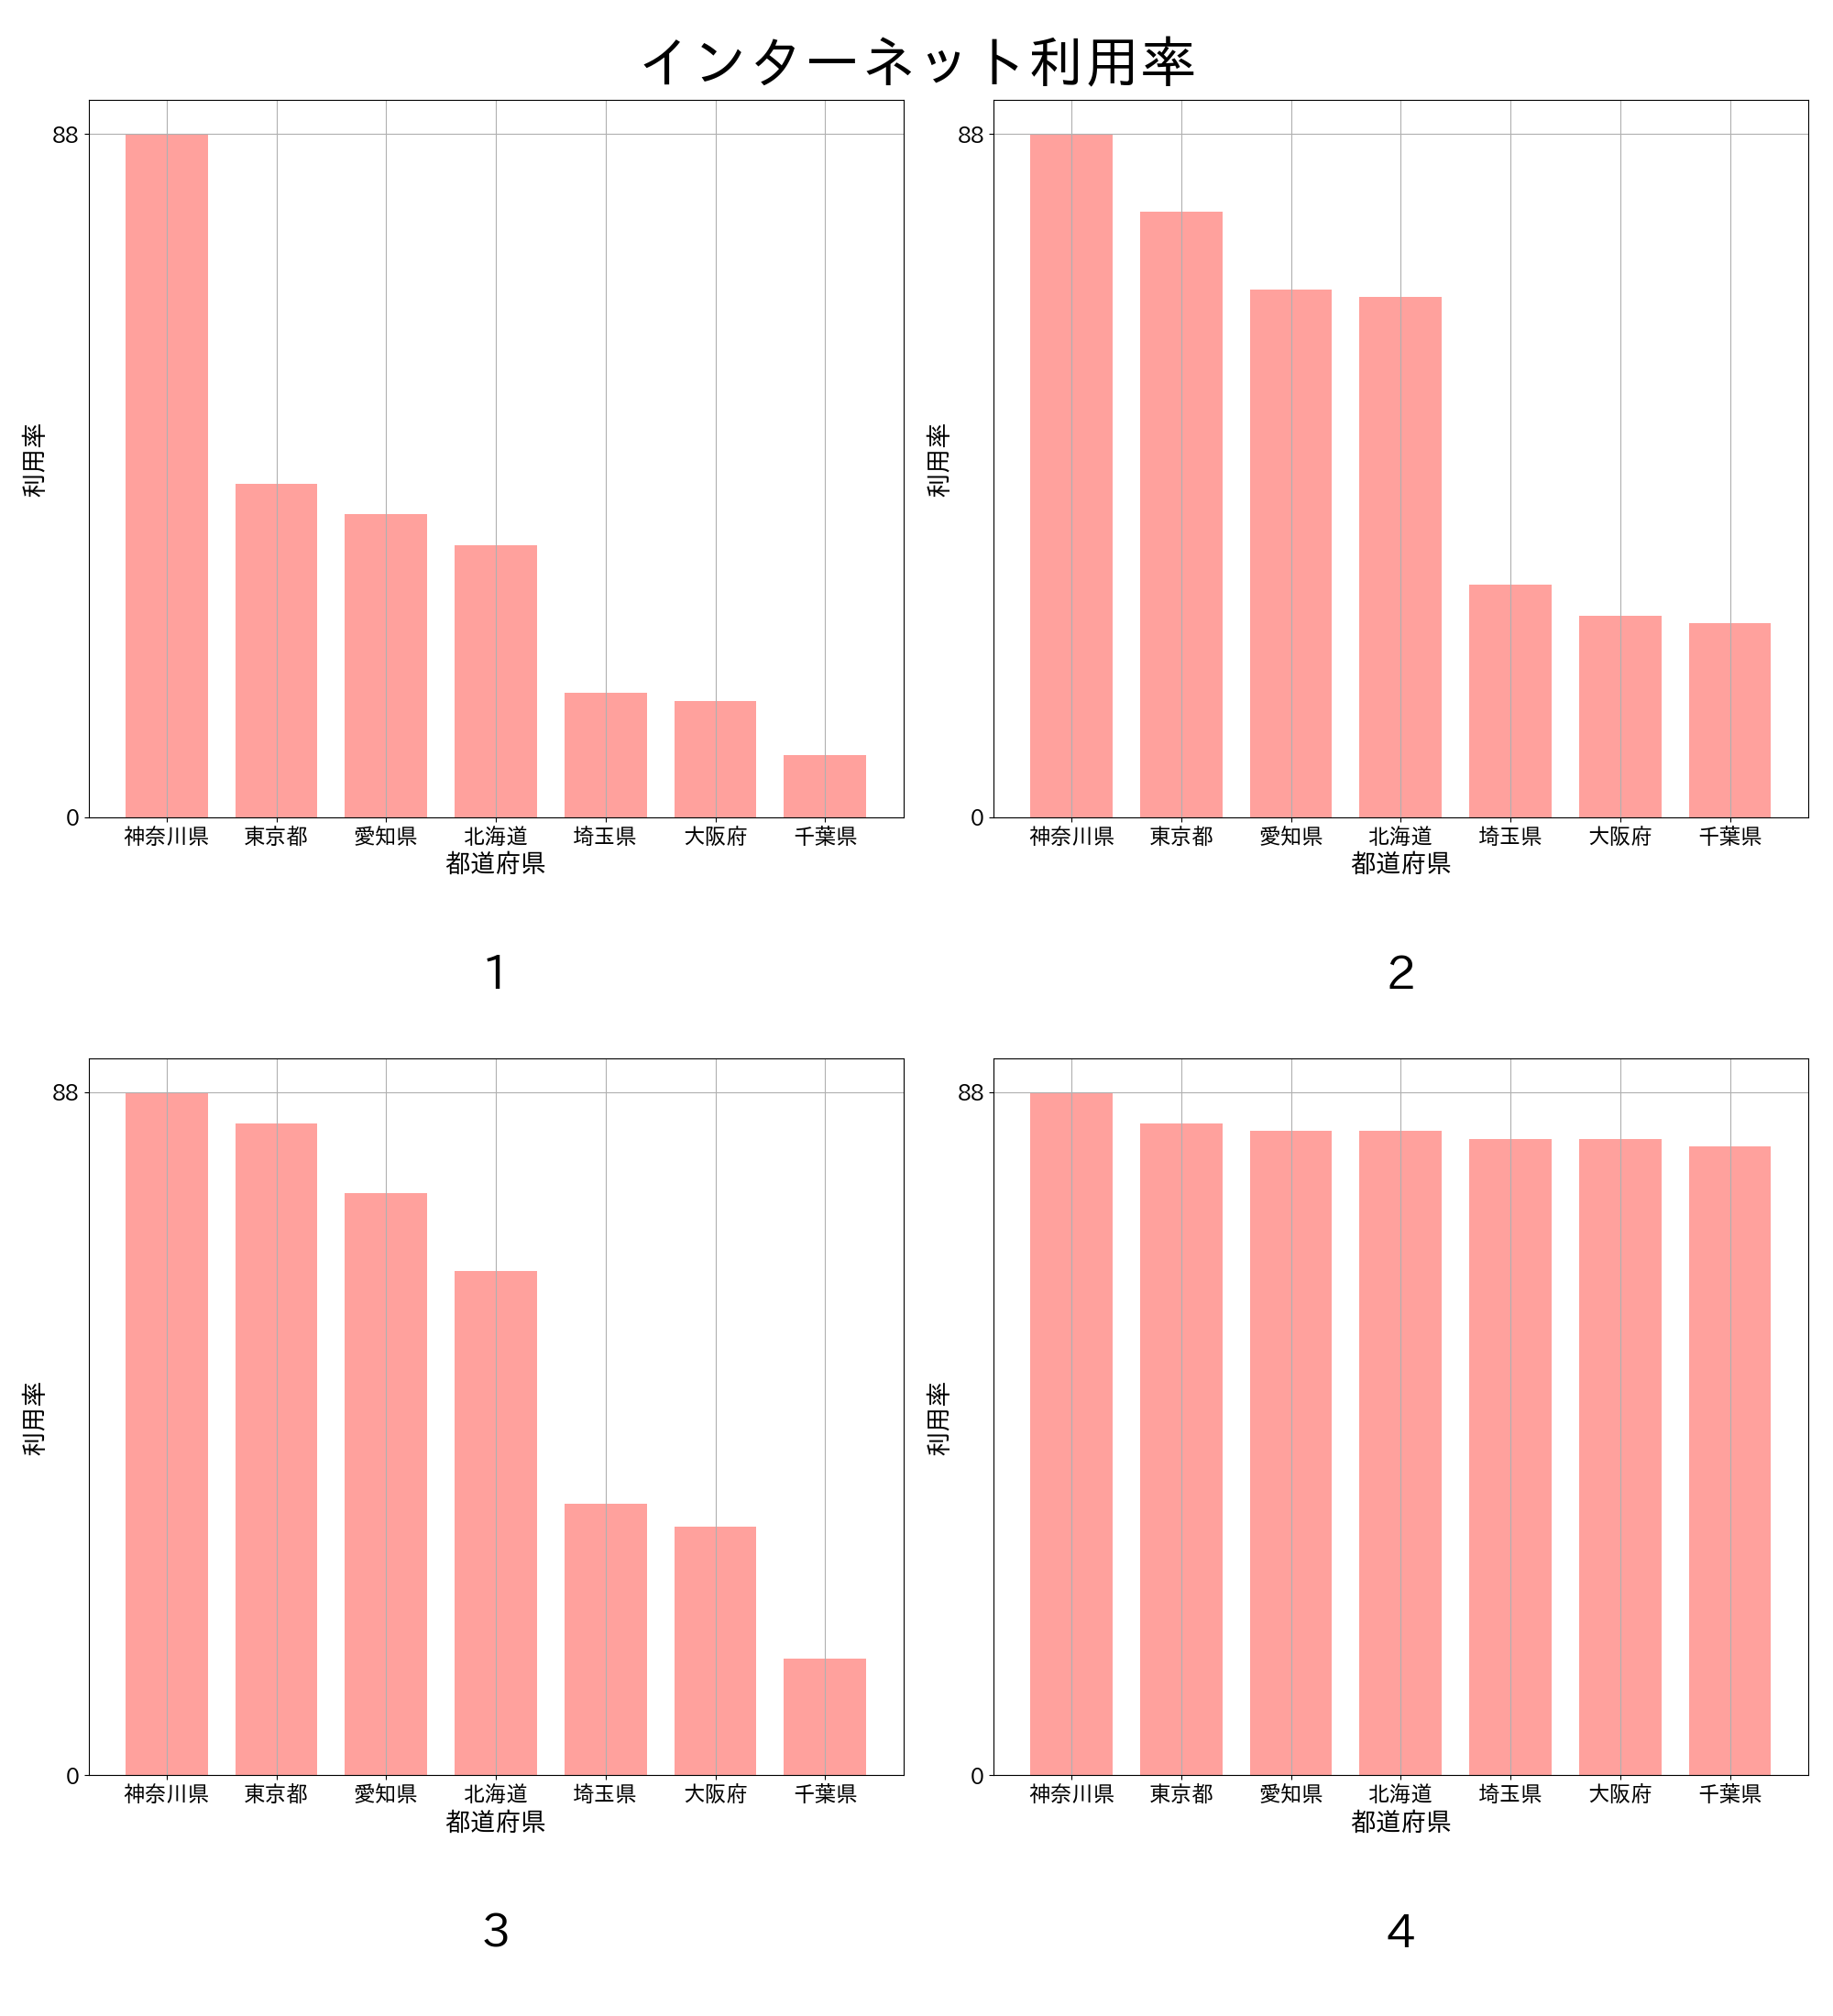 インターネット利用率
88
0
利用率
神奈川県 東京都 愛知県 北海道 埼玉県 大阪府 千葉県
都道府県
1
88
0
利用率
神奈川県 東京都 愛知県 北海道 埼玉県 大阪府 千葉県
都道府県
2
88
0
利用率
神奈川県 東京都 愛知県 北海道 埼玉県 大阪府 千葉県
都道府県
3
88
0
利用率
神奈川県 東京都 愛知県 北海道 埼玉県 大阪府 千葉県
都道府県
4